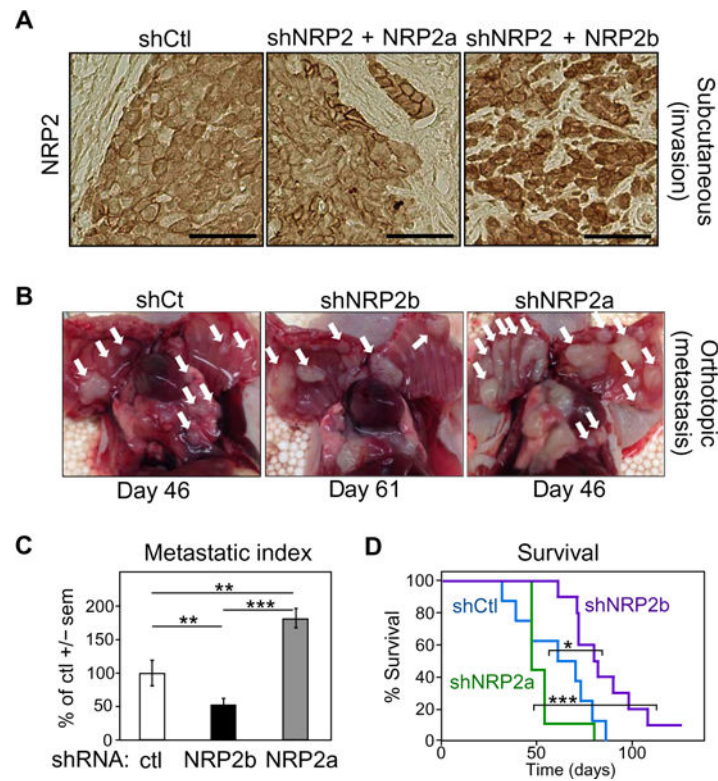 A
shCtl
shNRP2 + NRP2a
shNRP2 + NRP2b
NRP2
Subcutaneous
(invasion)
B
shCt
shNRP2b
shNRP2a
Orthotopic
(metastasis)
Day 46
Day 61
Day 46
C
Metastatic index
% of ctl +/− sem
200
150
100
50
0
**
**
***
shRNA: ctl NRP2b NRP2a
D
Survival
% Survival
100
80
60
40
20
0
shCtl
shNRP2b
shNRP2a
*
***
0 50 100
Time (days)